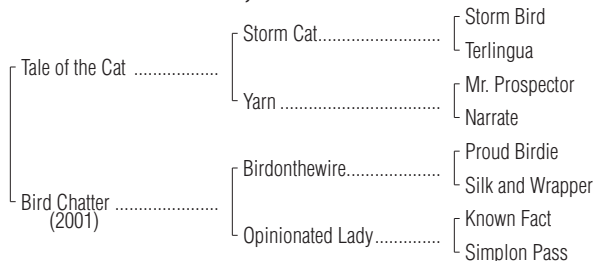 Storm Bird
Storm Cat........................
Terlingua
Tale of the Cat .................
Mr. Prospector
Yarn ................................
Narrate
Proud Birdie
Birdonthewire...................
Silk and Wrapper
Bird Chatter .....................
(2001)
Known Fact
Opinionated Lady.............
Simplon Pass